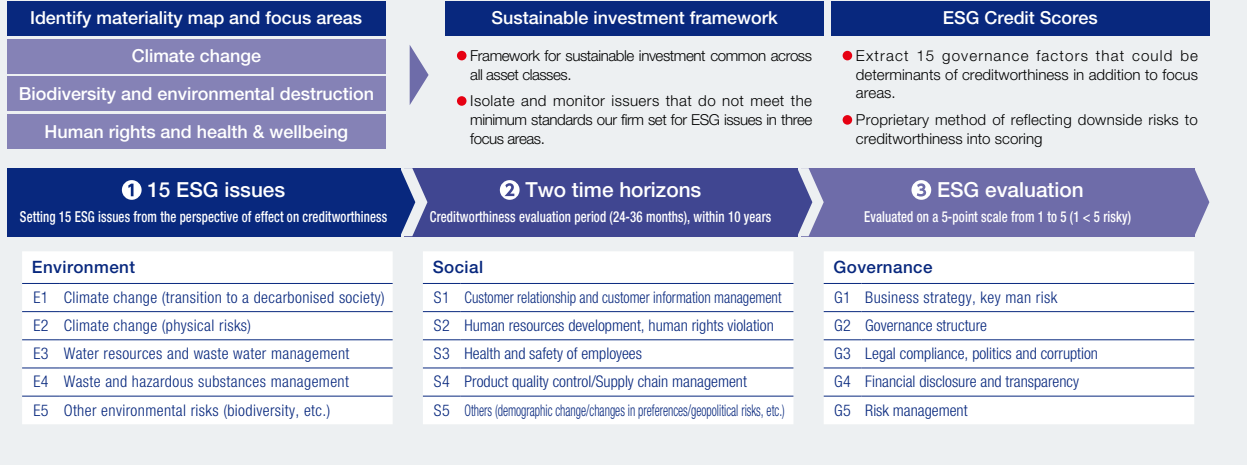 Identify materiality map and focus areas
Climate change
Biodiversity and environmental destruction
Human rights and health & wellbeing
Sustainable investment framework
● Framework for sustainable investment common across
all asset classes.
● Isolate and monitor issuers that do not meet the
minimum standards our firm set for ESG issues in three
focus areas.
ESG Credit Scores
● Extract 15 governance factors that could be
determinants of creditworthiness in addition to focus
areas.
● Proprietary method of reflecting downside risks to
creditworthiness into scoring
❶ 15 ESG issues
Setting 15 ESG issues from the perspective of effect on creditworthiness
❷ Two time horizons
Creditworthiness evaluation period (24-36 months), within 10 years
❸ ESG evaluation
Evaluated on a 5-point scale from 1 to 5 (1 < 5 risky)
Environment
E1 Climate change (transition to a decarbonised society)
E2 Climate change (physical risks)
E3 Water resources and waste water management
E4 Waste and hazardous substances management
E5 Other environmental risks (biodiversity, etc.)
Social
S1 Customer relationship and customer information management
S2 Human resources development, human rights violation
S3 Health and safety of employees
S4 Product quality control/Supply chain management
S5 Others (demographic change/changes in preferences/geopolitical risks, etc.)
Governance
G1 Business strategy, key man risk
G2 Governance structure
G3 Legal compliance, politics and corruption
G4 Financial disclosure and transparency
G5 Risk management